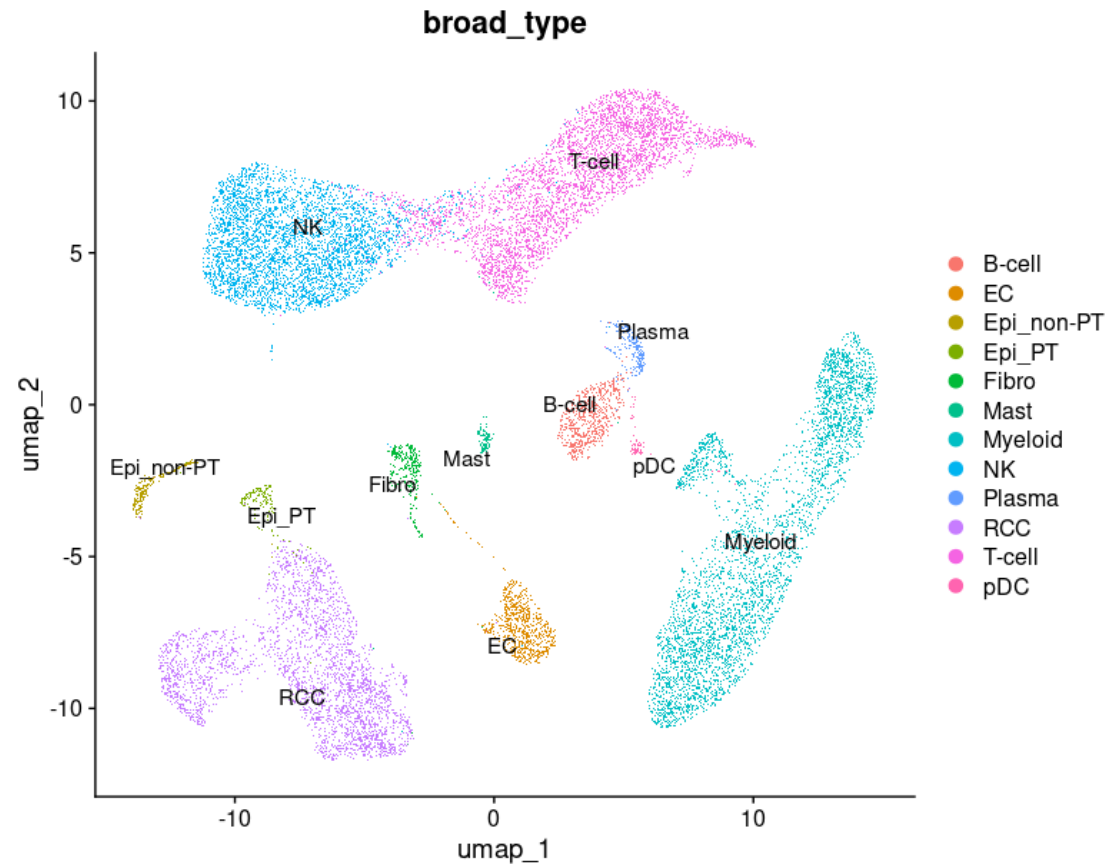 broad_type
10
5
0
-5
-10
umap_2
-10
0
10
umap_1
T-cell
NK
Plasma
B-cell
Mast
pDC
Epi_non-PT
Fibro
Epi_PT
Myeloid
EC
RCC
B-cell
EC
Epi_non-PT
Epi_PT
Fibro
Mast
Myeloid
NK
Plasma
RCC
T-cell
pDC